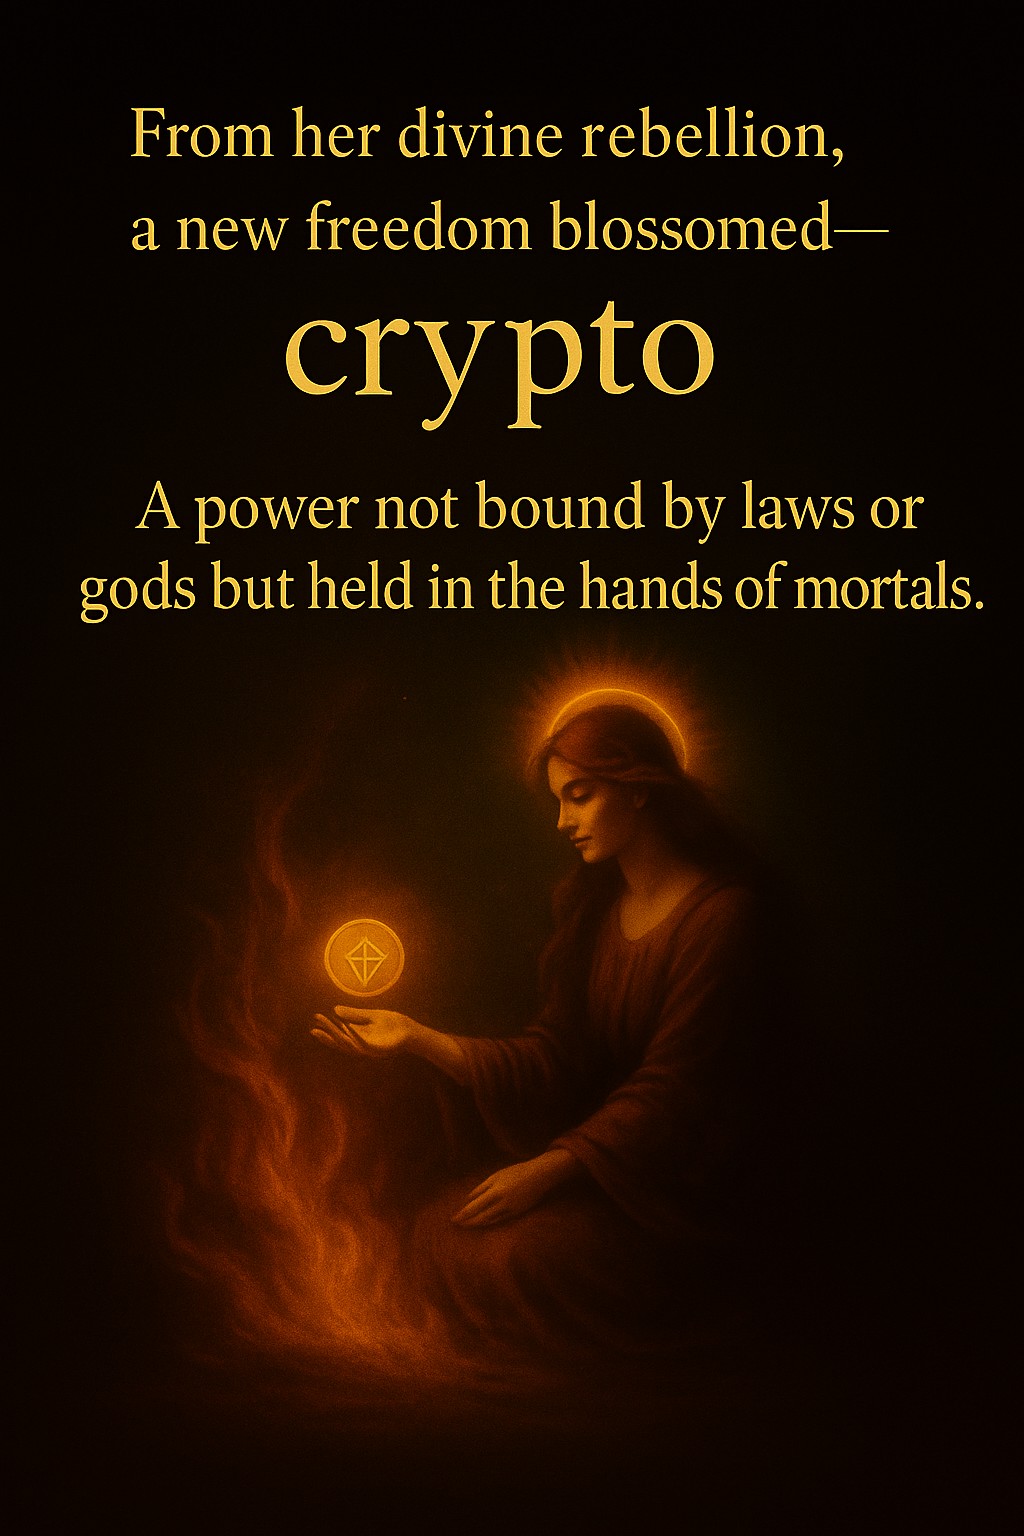 From her divine rebellion,
a new freedom blossomed—
crypto
A power not bound by laws or
gods but held in the hands of mortals.